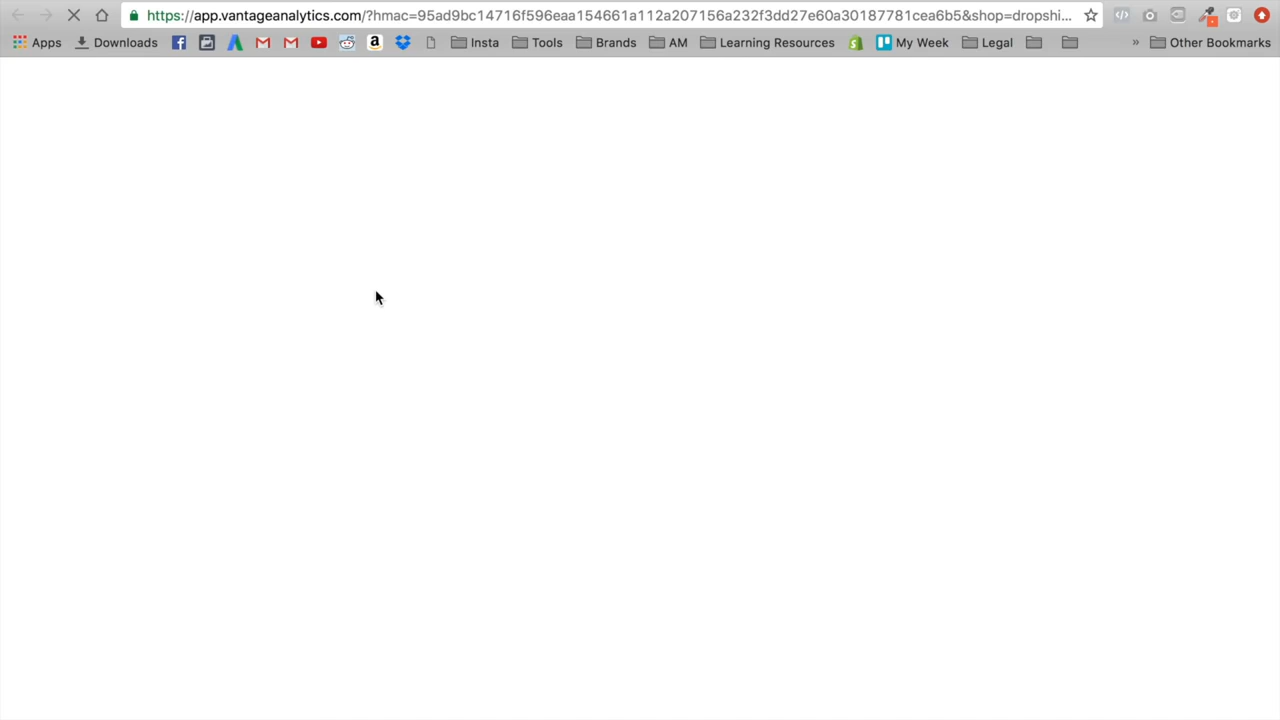 https://app.vantageanalytics.com/?hmac=95ad9bc14716f596eaa154661a112a207156a232f3dd27e60a30187781cea6b5&shop=dropshi...
Apps Downloads Insta Tools Brands AM Learning Resources My Week Legal » Other Bookmarks